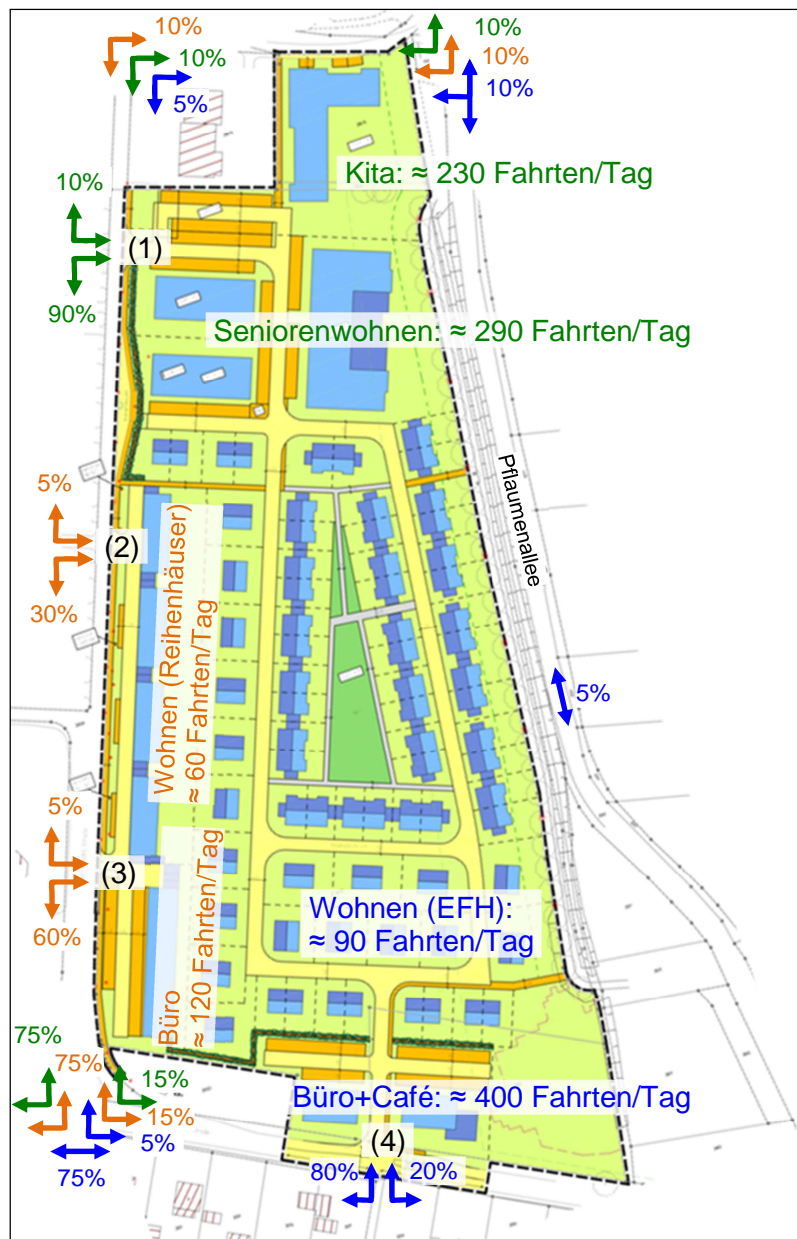 10%
10%
5%
10%
10%
10%
Kita: ≈ 230 Fahrten/Tag
10%
(1)
90%
Seniorenwohnen: ≈ 290 Fahrten/Tag
5%
(2)
30%
Pflaumenallee
Wohnen (Reihenhäuser)
≈ 60 Fahrten/Tag
5%
5%
(3)
60%
Büro
≈ 120 Fahrten/Tag
Wohnen (EFH):
≈ 90 Fahrten/Tag
75%
75%
15%
15%
5%
75%
Büro+Café: ≈ 400 Fahrten/Tag
(4)
80%
20%